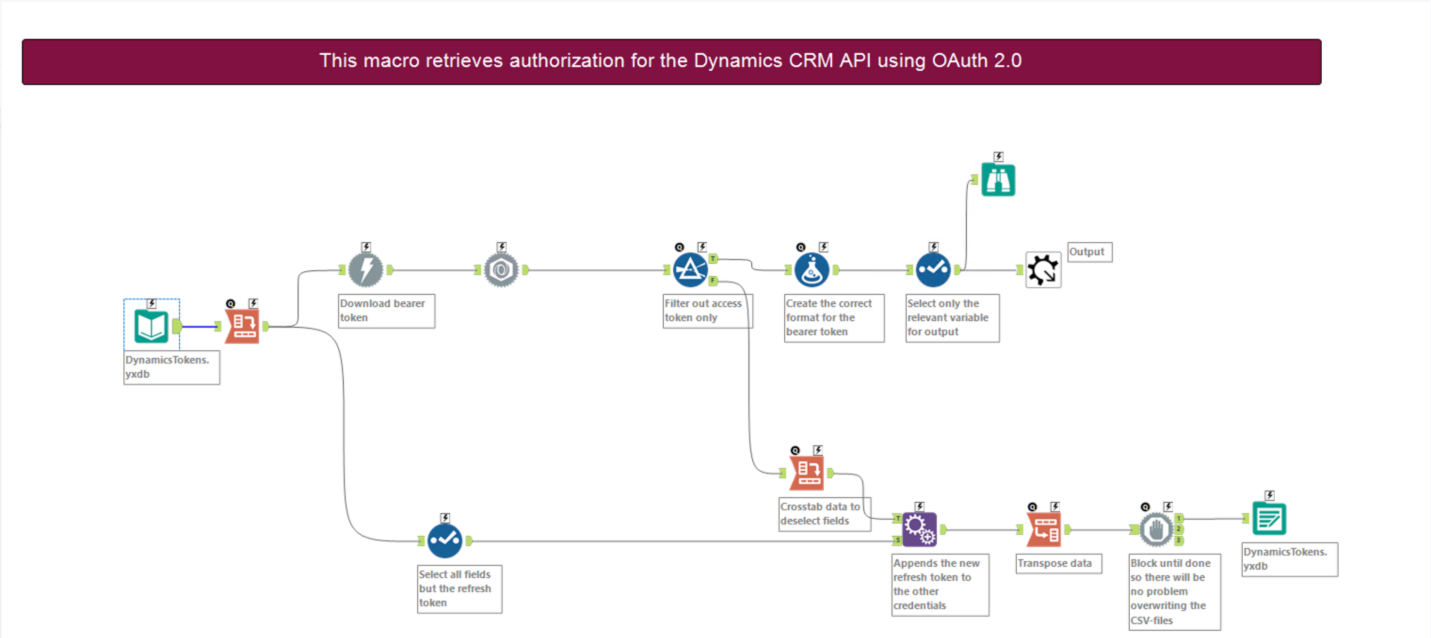 This macro retrieves authorization for the Dynamics CRM API using OAuth 2.0
Output
Download bearer
token
Filter out access
token only
Create the correct
format for the
bearer token
Select only the
relevant variable
for output
DynamicsTokens.
yxdb
Crosstab data to
deselect fields
Select all fields
but the refresh
token
Appends the new
refresh token to
the other
credentials
Transpose data
Block until done
so there will be
no problem
overwriting the
CSV-files
DynamicsTokens.
yxdb
Q
Q
T
F
Q
Q
T
S
Q
Q
1
2
3